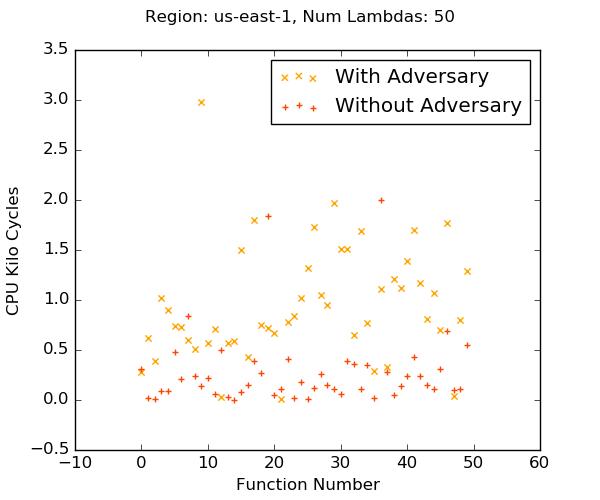 Region: us-east-1, Num Lambdas: 50
3.5
3.0
2.5
2.0
1.5
1.0
0.5
0.0
−0.5
CPU Kilo Cycles
With Adversary
Without Adversary
−10 0 10 20 30 40 50 60
Function Number